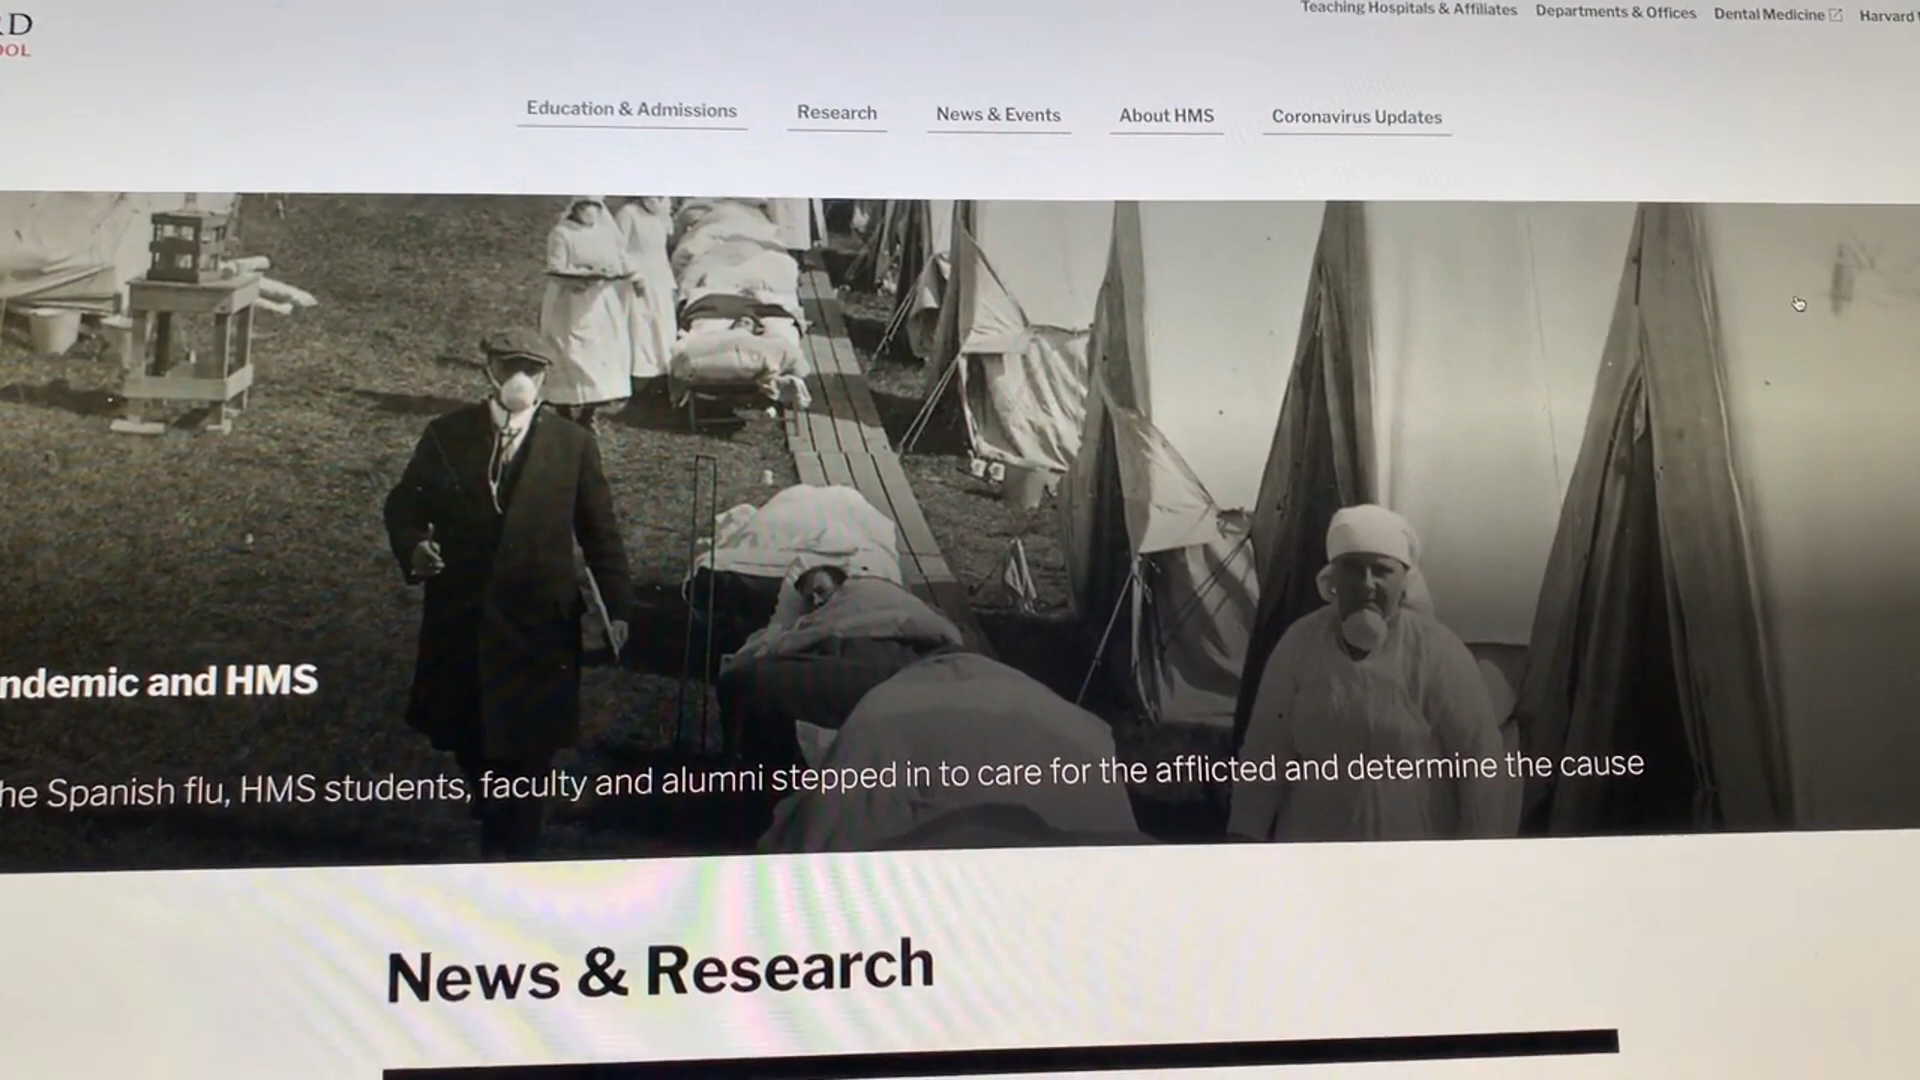 RD
OOL
Teaching Hospitals & Affiliates Departments & Offices Dental Medicine Harvard
Education & Admissions Research News & Events About HMS Coronavirus Updates
ndemic and HMS
he Spanish flu, HMS students, faculty and alumni stepped in to care for the afflicted and determine the cause
News & Research